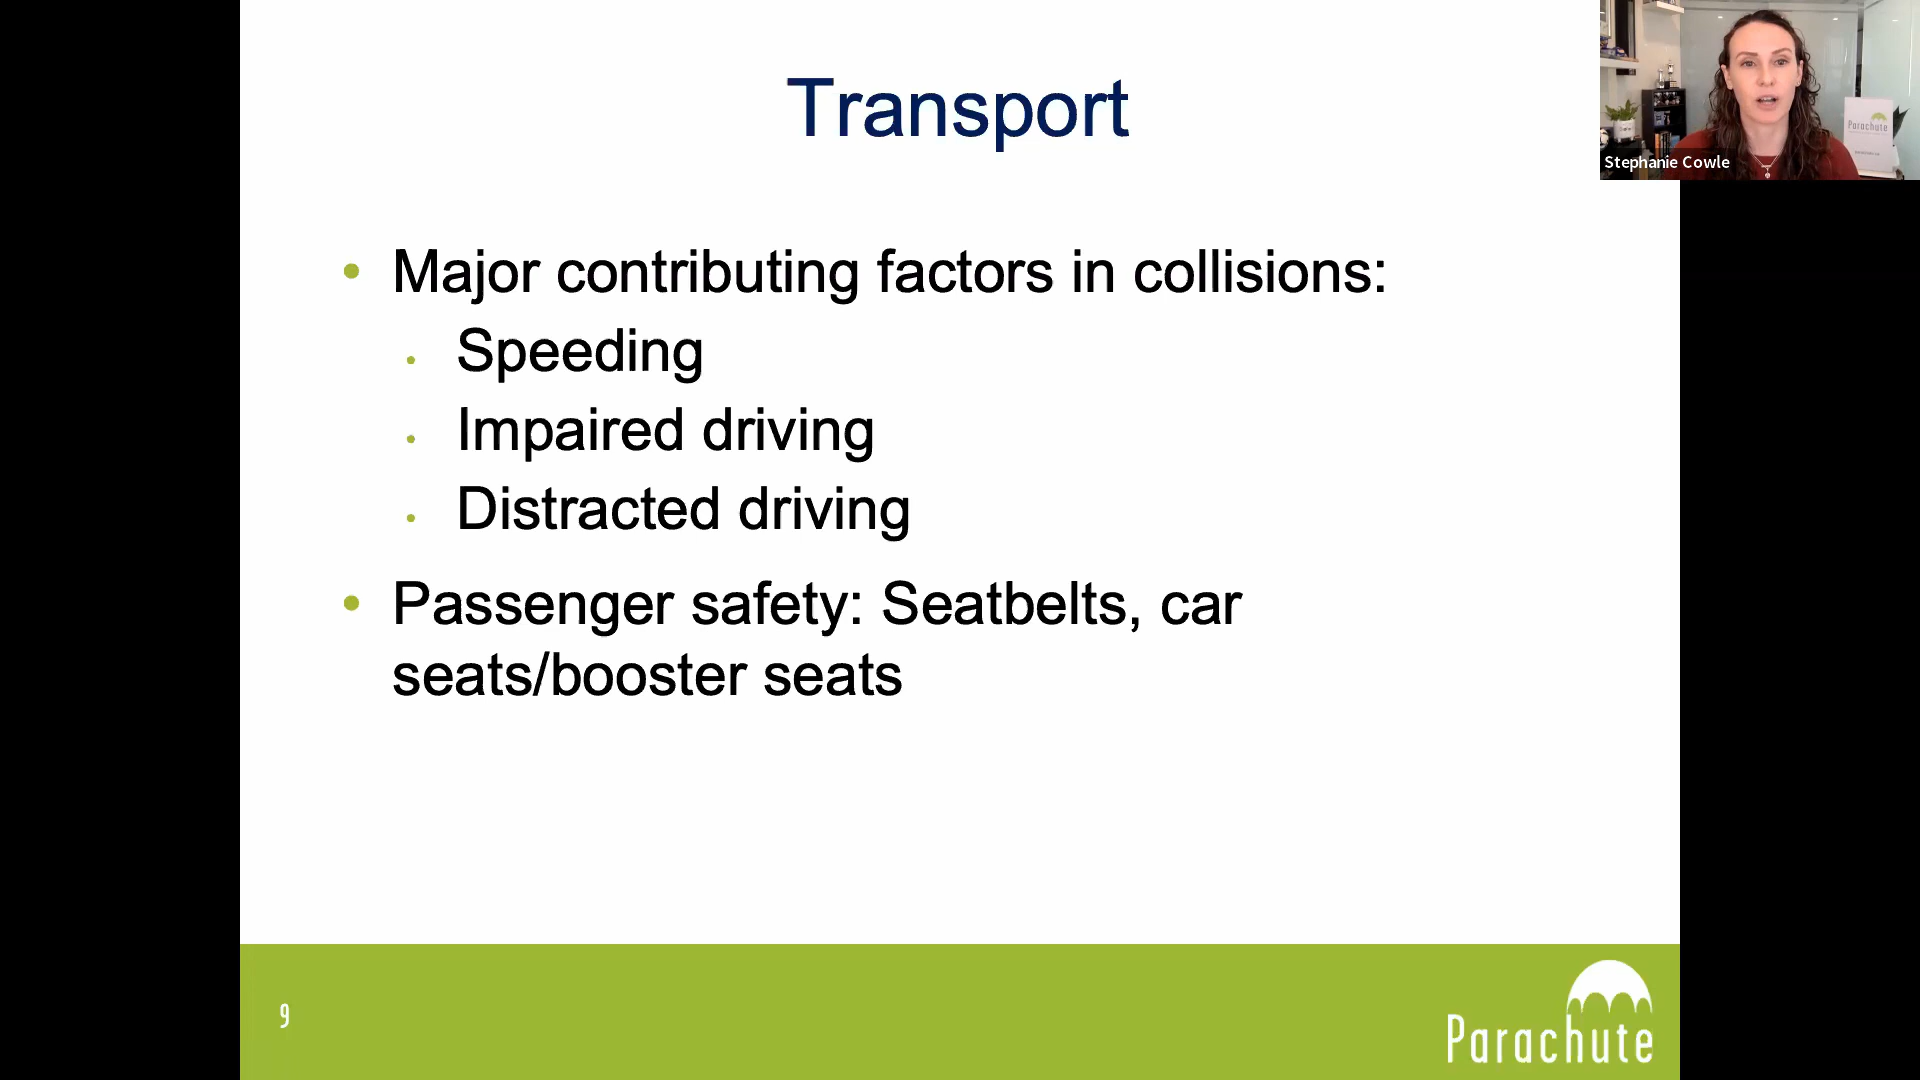 Transport
Parachute
Stephanie Cowle
• Major contributing factors in collisions:
• Speeding
• Impaired driving
• Distracted driving
• Passenger safety: Seatbelts, car
seats/booster seats
9
Parachute